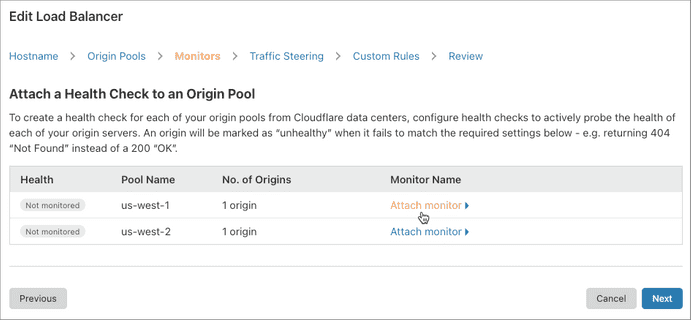 Edit Load Balancer
Hostname > Origin Pools > Monitors > Traffic Steering > Custom Rules > Review
Attach a Health Check to an Origin Pool
To create a health check for each of your origin pools from Cloudflare data centers, configure health checks to actively probe the health of
each of your origin servers. An origin will be marked as “unhealthy” when it fails to match the required settings below - e.g. returning 404
“Not Found” instead of a 200 “OK”.
Health Pool Name No. of Origins Monitor Name
Not monitored us-west-1 1 origin Attach monitor
Not monitored us-west-2 1 origin Attach monitor
Previous Cancel Next